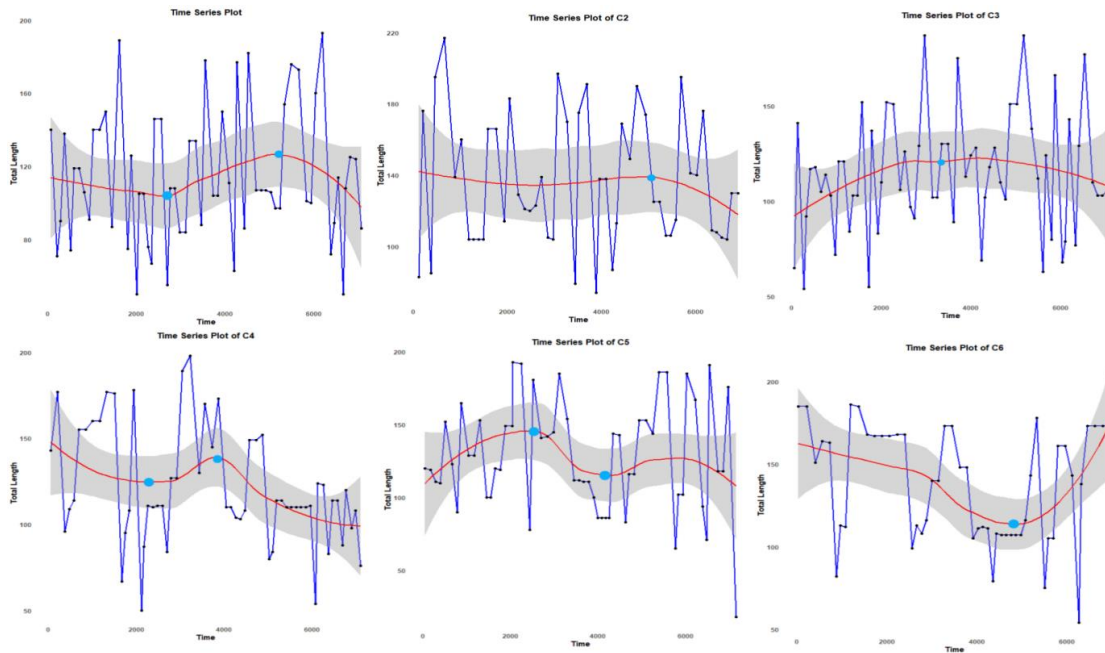 Time Series Plot
200
160
120
80
Total Length
0
2000
4000
6000
Time
Time Series Plot of C2
220
180
140
100
Total Length
0
2000
4000
6000
Time
Time Series Plot of C3
150
100
50
Total Length
0
2000
4000
6000
Time
Time Series Plot of C4
200
150
100
50
Total Length
0
2000
4000
6000
Time
Time Series Plot of C5
200
150
100
50
Total Length
0
2000
4000
6000
Time
Time Series Plot of C6
200
150
100
50
Total Length
0
2000
4000
6000
Time